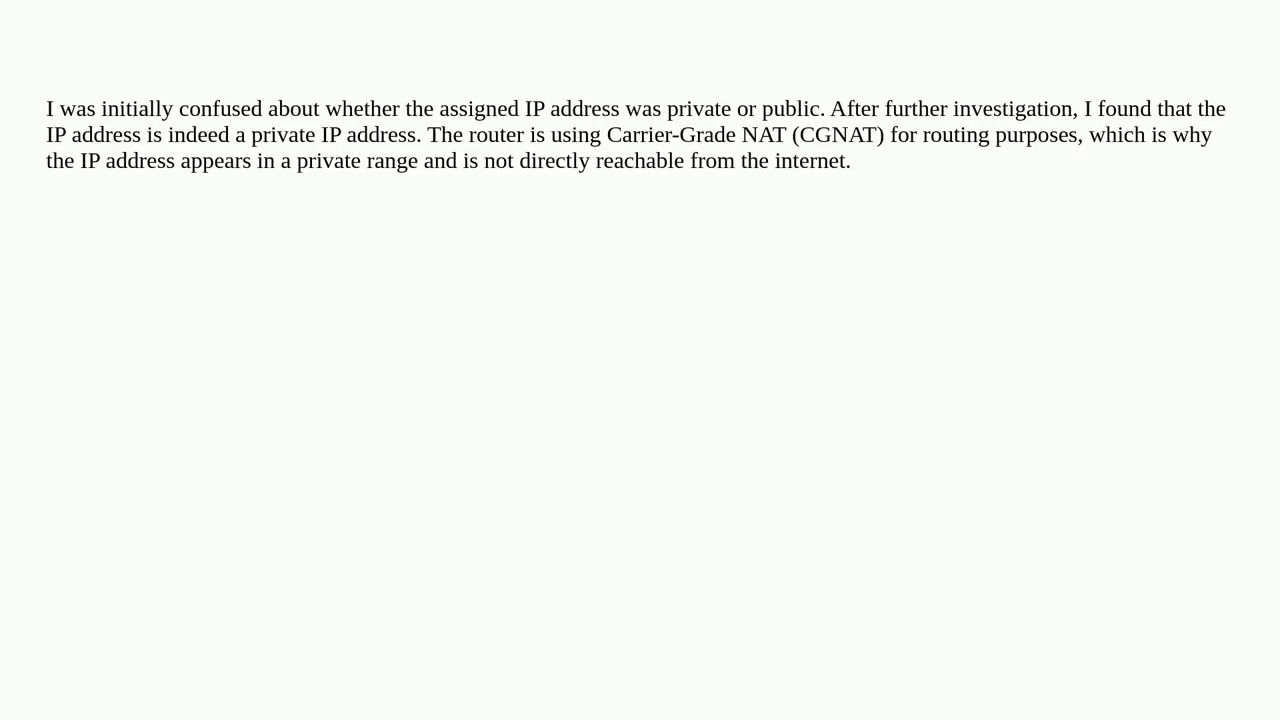 I was initially confused about whether the assigned IP address was private or public. After further investigation, I found that the
IP address is indeed a private IP address. The router is using Carrier-Grade NAT (CGNAT) for routing purposes, which is why
the IP address appears in a private range and is not directly reachable from the internet.